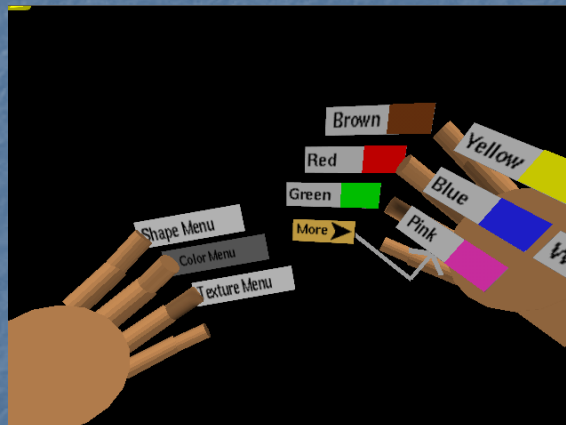 Brown
Yellow
Red
Blue
Green
Pink
More
Shape Menu
Color Menu
Texture Menu